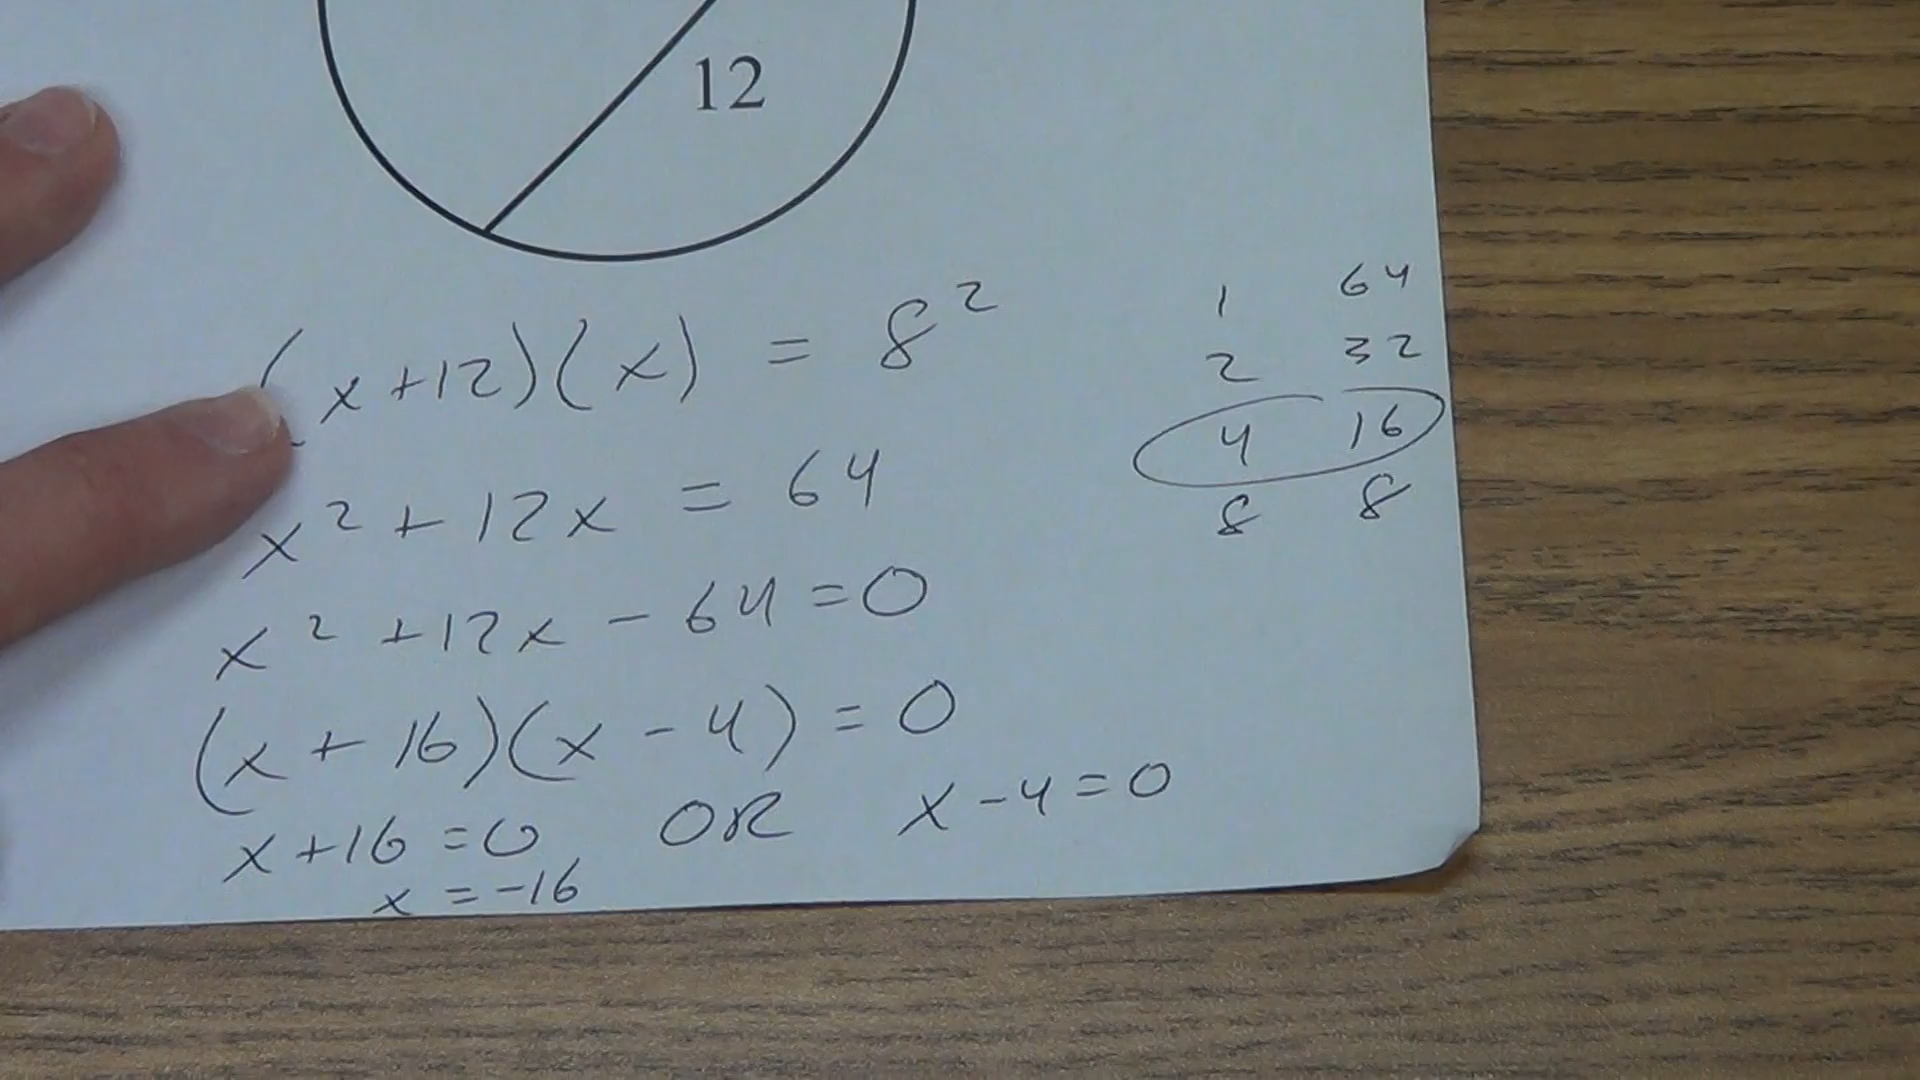 12
(x+12)(x) = 8²
x² + 12x = 64
x² + 12x - 64 = 0
(x + 16)(x - 4) = 0
x + 16 = 0 OR x - 4 = 0
x = -16
1 64
2 32
4 16
8 8